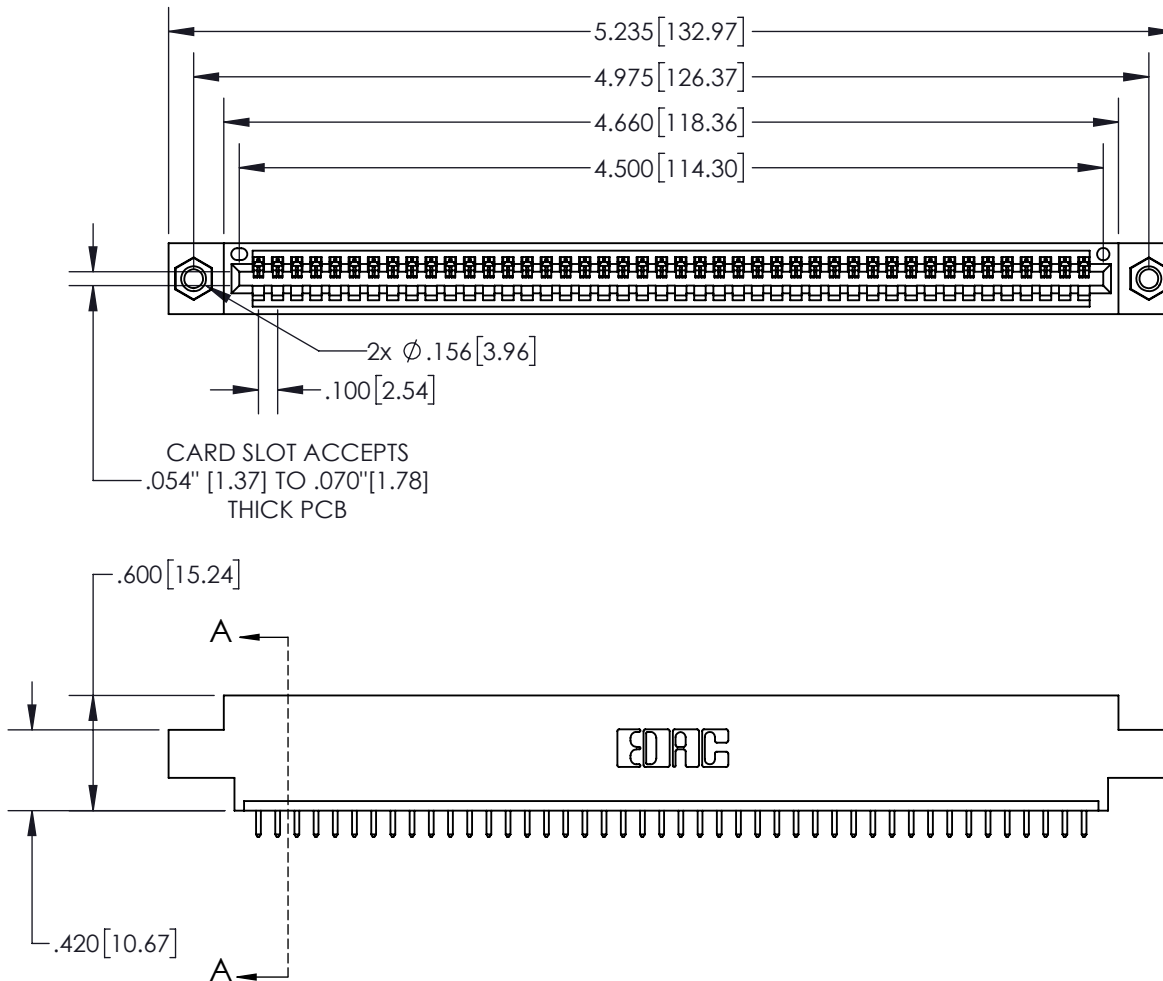 5.235[132.97]
4.975[126.37]
4.660[118.36]
4.500[114.30]
2x Ø.156[3.96]
.100[2.54]
CARD SLOT ACCEPTS
.054" [1.37] TO .070"[1.78]
THICK PCB
.600[15.24]
A
EDAC
.420[10.67]
A